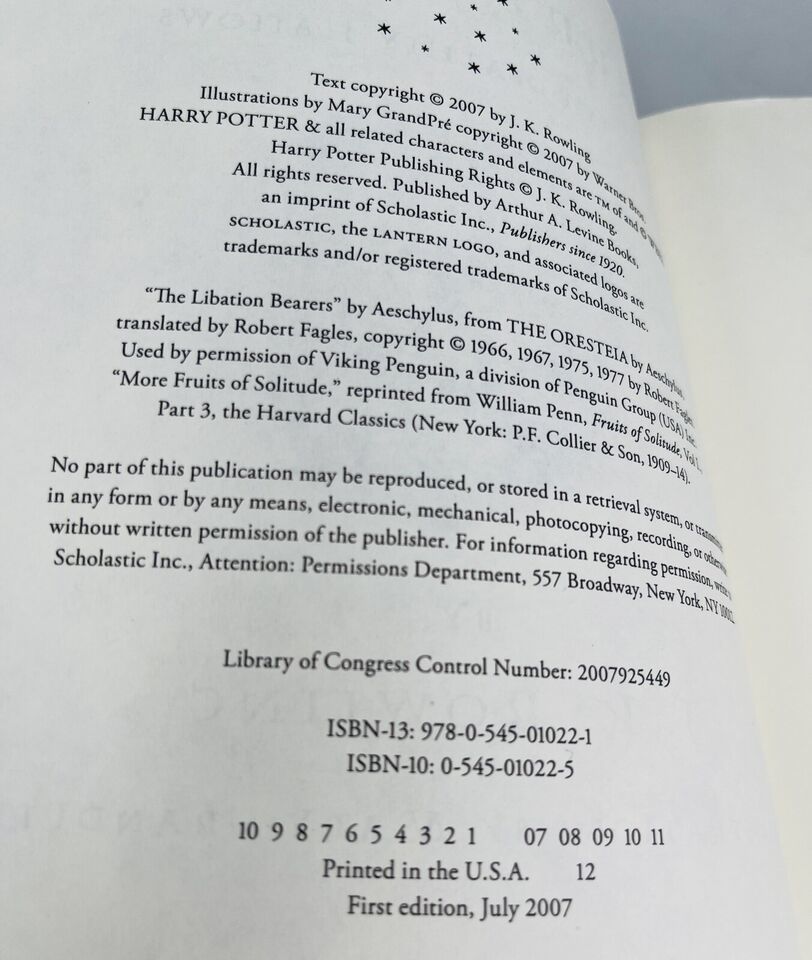 Text copyright © 2007 by J. K. Rowling
Illustrations by Mary GrandPré copyright © 2007 by Warner Bros.
HARRY POTTER & all related characters and elements are TM of and ©
Harry Potter Publishing Rights © J. K. Rowling.
All rights reserved. Published by Arthur A. Levine Books,
an imprint of Scholastic Inc., Publishers since 1920.
SCHOLASTIC, the LANTERN LOGO, and associated logos are
trademarks and/or registered trademarks of Scholastic Inc.
“The Libation Bearers” by Aeschylus, from THE ORESTEIA by Aeschylus,
translated by Robert Fagles, copyright © 1966, 1967, 1975, 1977 by Robert Fagles.
Used by permission of Viking Penguin, a division of Penguin Group (USA) Inc.
“More Fruits of Solitude,” reprinted from William Penn, Fruits of Solitude, Vol. I.,
Part 3, the Harvard Classics (New York: P.F. Collier & Son, 1909–14).
No part of this publication may be reproduced, or stored in a retrieval system, or
in any form or by any means, electronic, mechanical, photocopying, recording, or
without written permission of the publisher. For information regarding permission, write
Scholastic Inc., Attention: Permissions Department, 557 Broadway, New York, NY 10012.
Library of Congress Control Number: 2007925449
ISBN-13: 978-0-545-01022-1
ISBN-10: 0-545-01022-5
10 9 8 7 6 5 4 3 2 1 07 08 09 10 11
Printed in the U.S.A. 12
First edition, July 2007